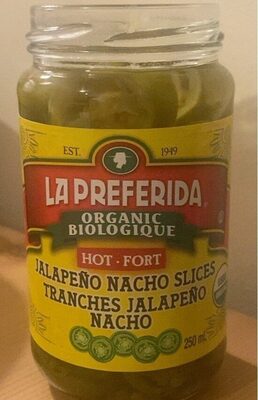 EST. 1949
LA PREFERIDA
ORGANIC
BIOLOGIQUE
HOT · FORT
JALAPEÑO NACHO SLICES
TRANCHES JALAPEÑO
NACHO
250 mL